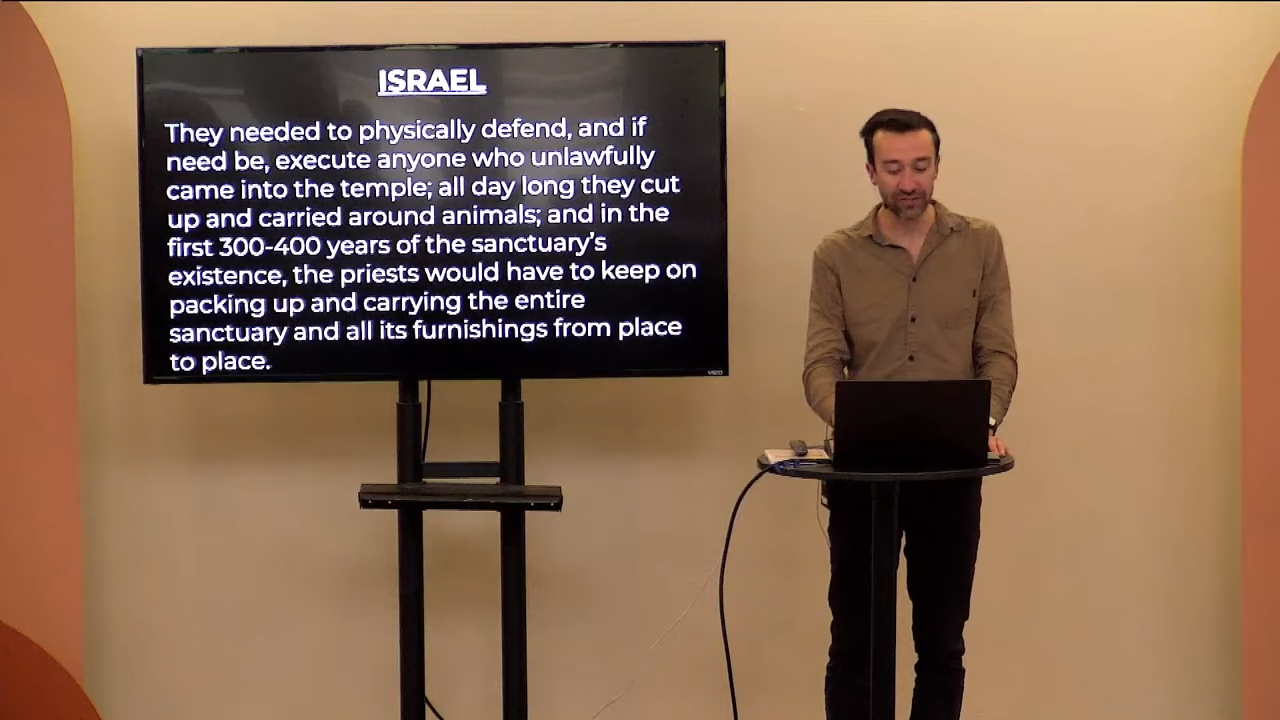 ISRAEL
They needed to physically defend, and if
need be, execute anyone who unlawfully
came into the temple; all day long they cut
up and carried around animals; and in the
first 300-400 years of the sanctuary's
existence, the priests would have to keep on
packing up and carrying the entire
sanctuary and all its furnishings from place
to place.
VIZIO